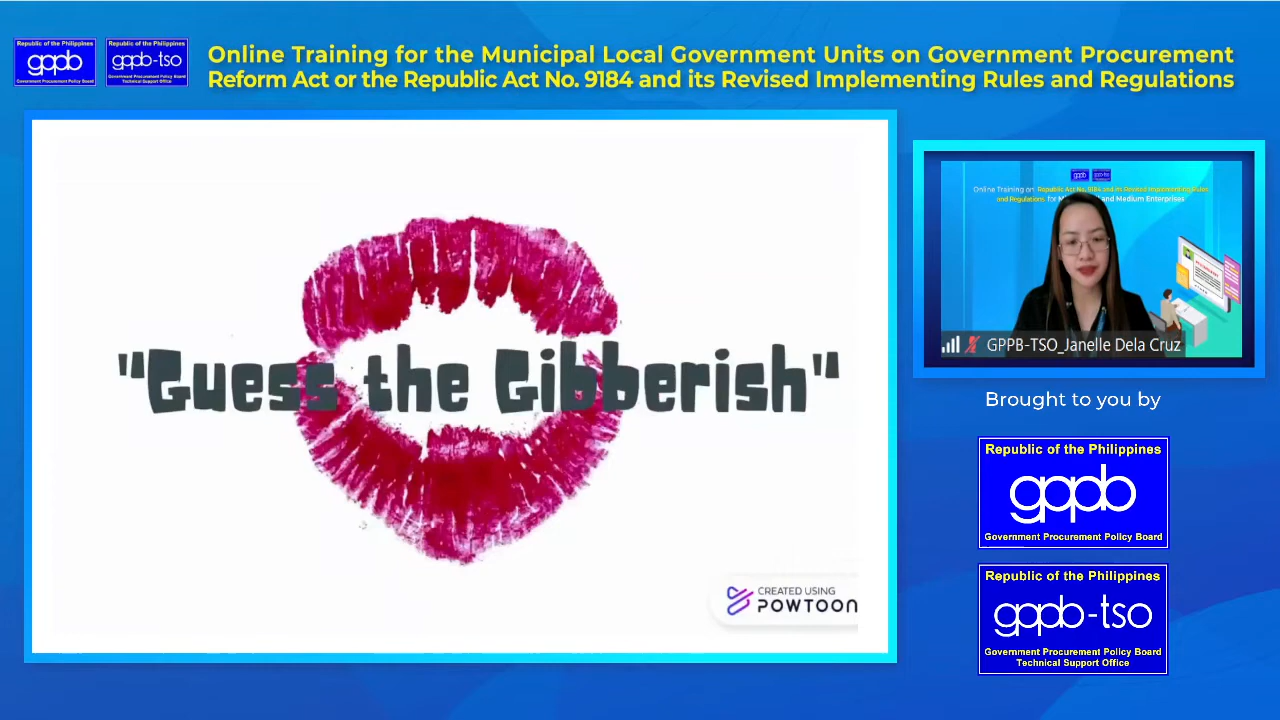 Republic of the Philippines
gppb
Government Procurement Policy Board
Republic of the Philippines
gppb-tso
Government Procurement Policy Board
Technical Support Office
Online Training for the Municipal Local Government Units on Government Procurement
Reform Act or the Republic Act No. 9184 and its Revised Implementing Rules and Regulations
"Guess the Gibberish"
CREATED USING
POWTOON
gppb gppb-tso
Online Training on Republic Act No. 9184 and its Revised Implementing Rules
and Regulations for and Medium Enterprises
GPPB-TSO_Janelle Dela Cruz
Brought to you by
Republic of the Philippines
gppb
Government Procurement Policy Board
Republic of the Philippines
gppb-tso
Government Procurement Policy Board
Technical Support Office